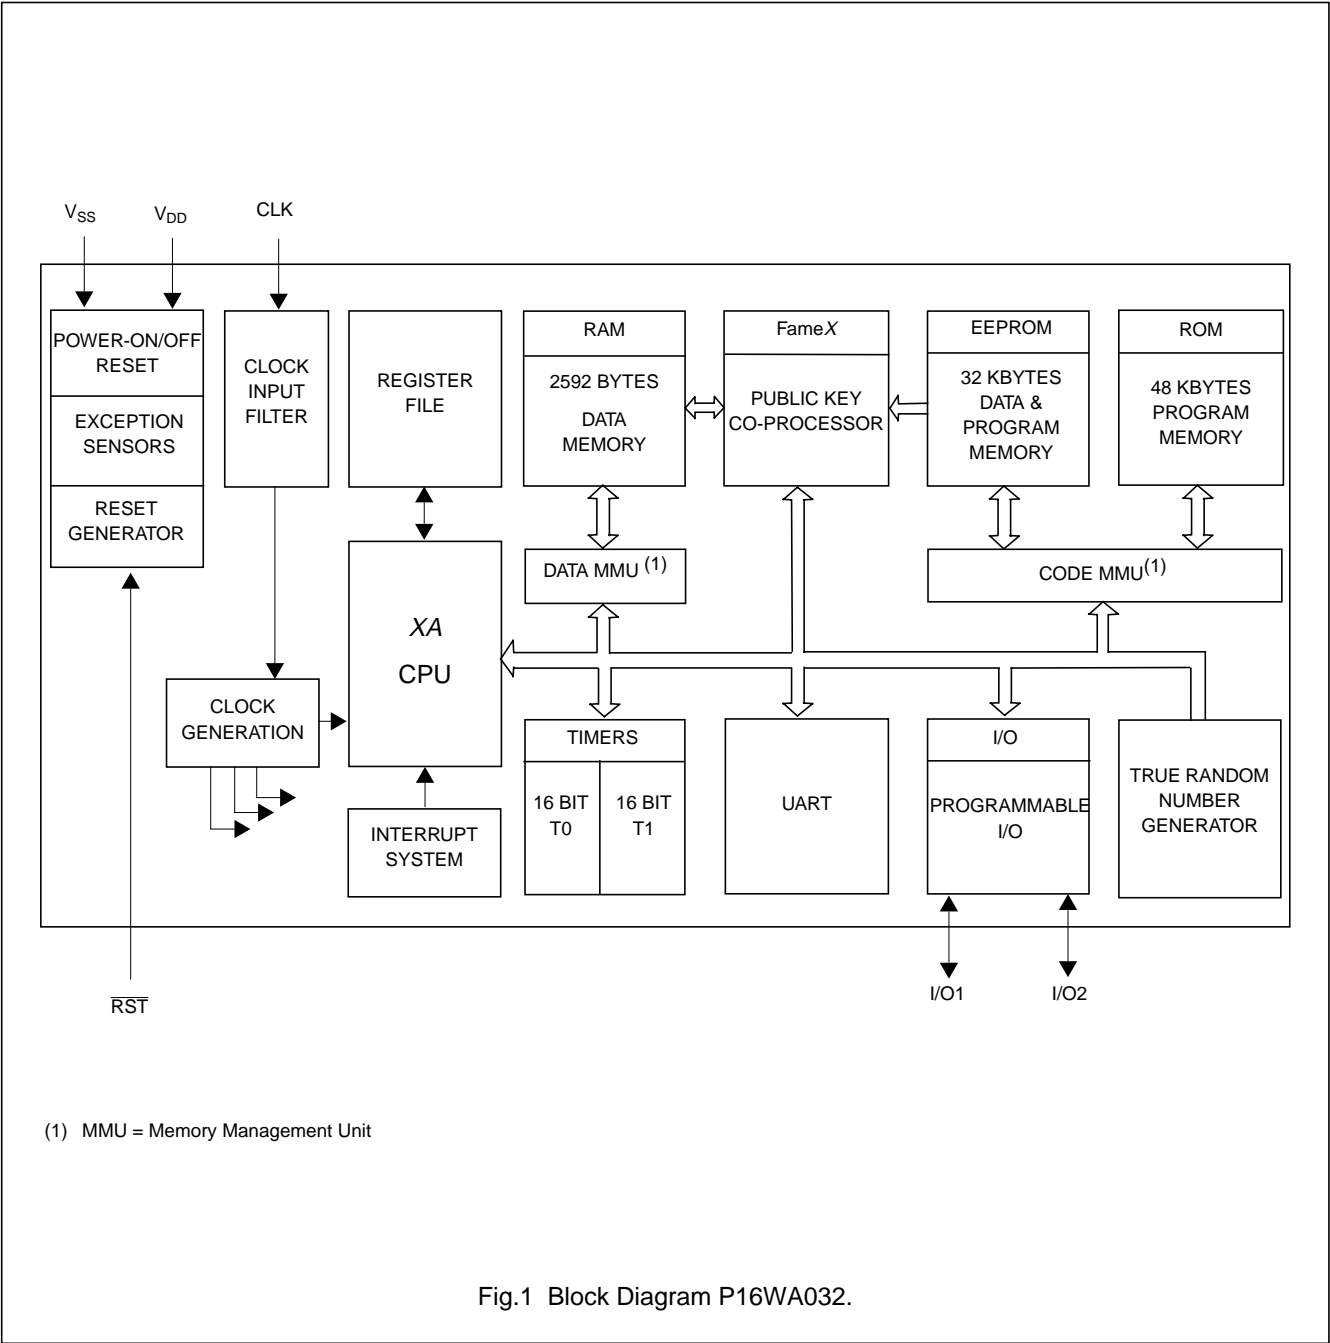 VSS
VDD
CLK
POWER-ON/OFF
RESET
EXCEPTION
SENSORS
RESET
GENERATOR
CLOCK
INPUT
FILTER
REGISTER
FILE
RAM
2592 BYTES
DATA
MEMORY
FameX
PUBLIC KEY
CO-PROCESSOR
EEPROM
32 KBYTES
DATA &
PROGRAM
MEMORY
ROM
48 KBYTES
PROGRAM
MEMORY
DATA MMU (1)
CODE MMU(1)
XA
CPU
CLOCK
GENERATION
INTERRUPT
SYSTEM
TIMERS
16 BIT
T0
16 BIT
T1
UART
I/O
PROGRAMMABLE
I/O
TRUE RANDOM
NUMBER
GENERATOR
RST
I/O1
I/O2
(1) MMU = Memory Management Unit
Fig.1 Block Diagram P16WA032.